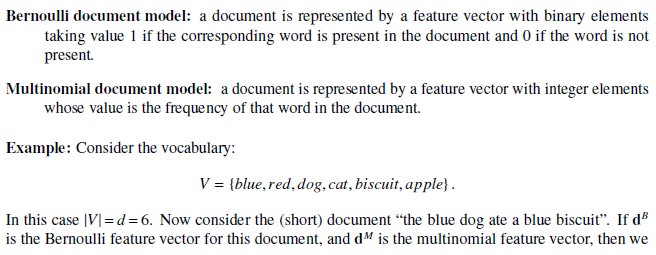 Bernoulli document model: a document is represented by a feature vector with binary elements
taking value 1 if the corresponding word is present in the document and 0 if the word is not
present.
Multinomial document model: a document is represented by a feature vector with integer elements
whose value is the frequency of that word in the document.
Example: Consider the vocabulary:
V = {blue, red, dog, cat, biscuit, apple} .
In this case |V| = d = 6. Now consider the (short) document “the blue dog ate a blue biscuit”. If dᴮ
is the Bernoulli feature vector for this document, and dᴹ is the multinomial feature vector, then we